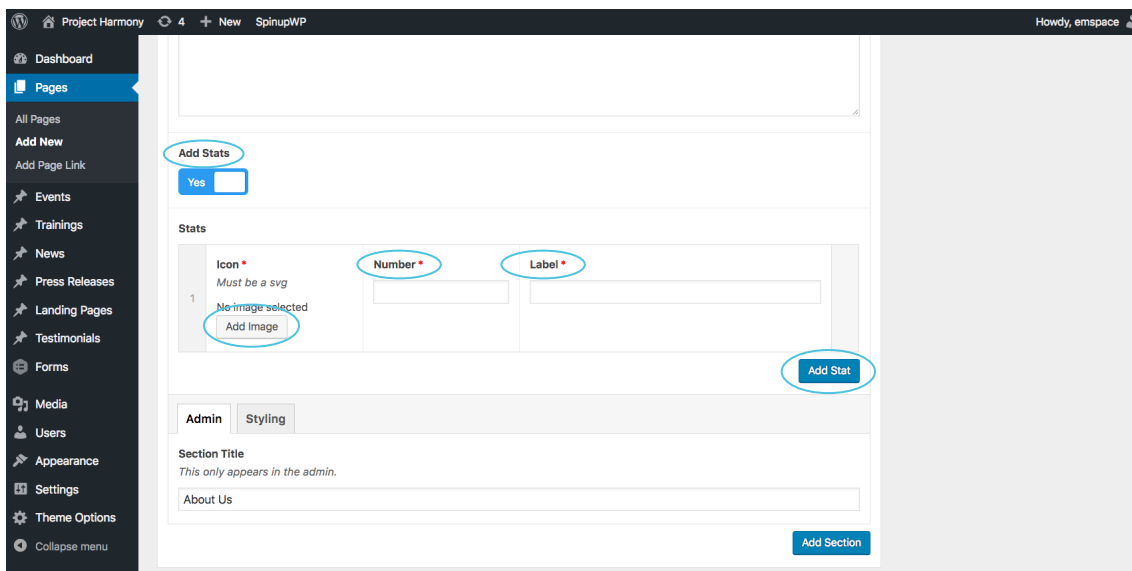 Project Harmony 4 New SpinupWP Howdy, emspace
Dashboard
Pages
All Pages
Add New
Add Page Link
Events
Trainings
News
Press Releases
Landing Pages
Testimonials
Forms
Media
Users
Appearance
Settings
Theme Options
Collapse menu
Add Stats
Yes
Stats
1
Icon *
Must be a svg
No image selected
Add Image
Number *
Label *
Add Stat
Admin Styling
Section Title
This only appears in the admin.
About Us
Add Section